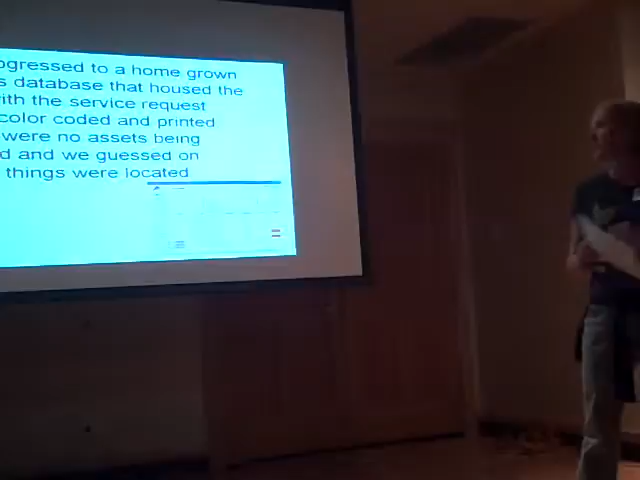 ogressed to a home grown
s database that housed the
ith the service request
color coded and printed
were no assets being
d and we guessed on
things were located